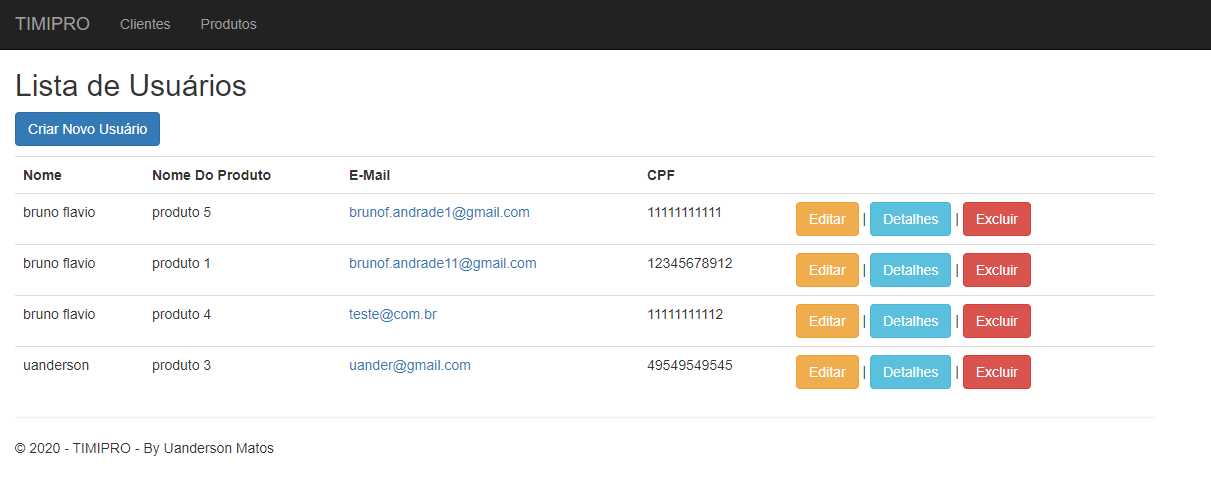 TIMIPRO Clientes Produtos
Lista de Usuários
Criar Novo Usuário
Nome Nome Do Produto E-Mail CPF
bruno flavio produto 5 brunof.andrade1@gmail.com 11111111111 Editar | Detalhes | Excluir
bruno flavio produto 1 brunof.andrade11@gmail.com 12345678912 Editar | Detalhes | Excluir
bruno flavio produto 4 teste@com.br 11111111112 Editar | Detalhes | Excluir
uanderson produto 3 uander@gmail.com 49549549545 Editar | Detalhes | Excluir
© 2020 - TIMIPRO - By Uanderson Matos